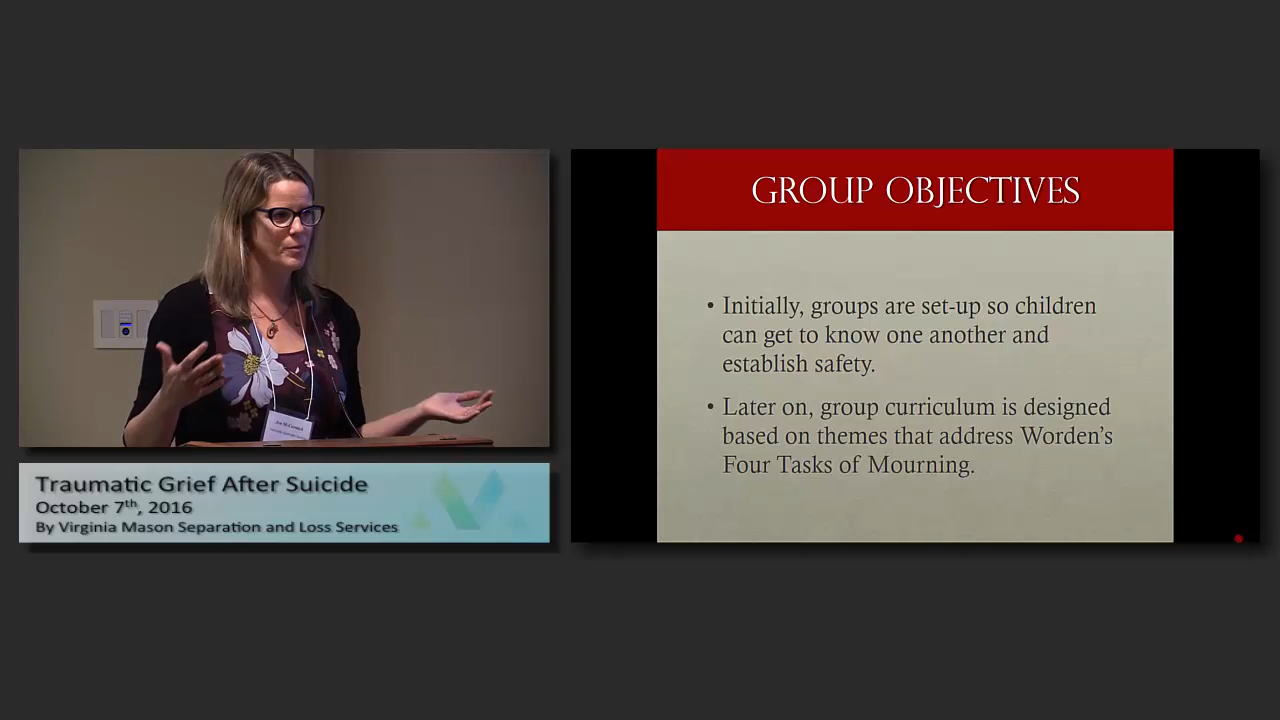 Traumatic Grief After Suicide
October 7th, 2016
By Virginia Mason Separation and Loss Services
GROUP OBJECTIVES
• Initially, groups are set-up so children
can get to know one another and
establish safety.
• Later on, group curriculum is designed
based on themes that address Worden's
Four Tasks of Mourning.